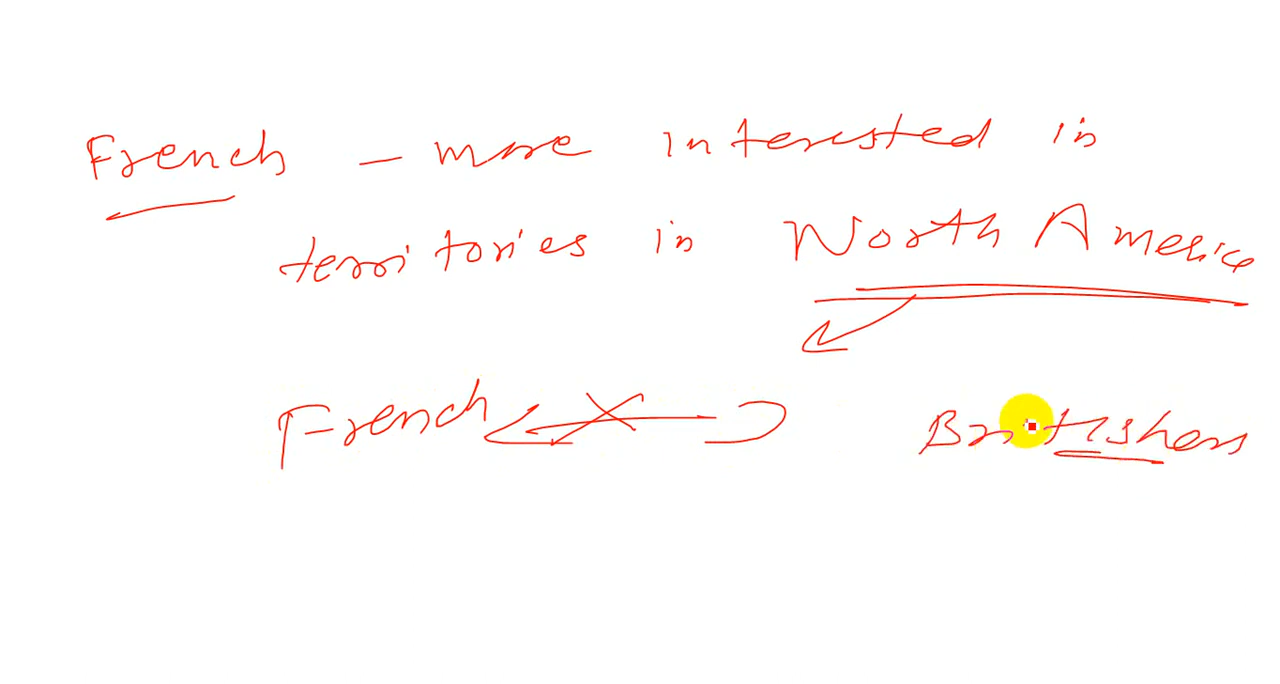 French - more interested in
territories in North America
French Britishers